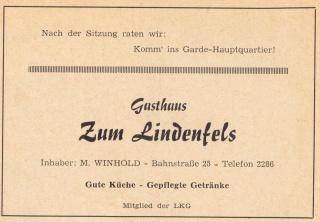 Nach der Sitzung raten wir:
Komm' ins Garde-Hauptquartier!
Gasthaus
Zum Lindenfels
Inhaber: M. WINHOLD - Bahnstraße 25 - Telefon 2286
Gute Küche - Gepflegte Getränke
Mitglied der LKG